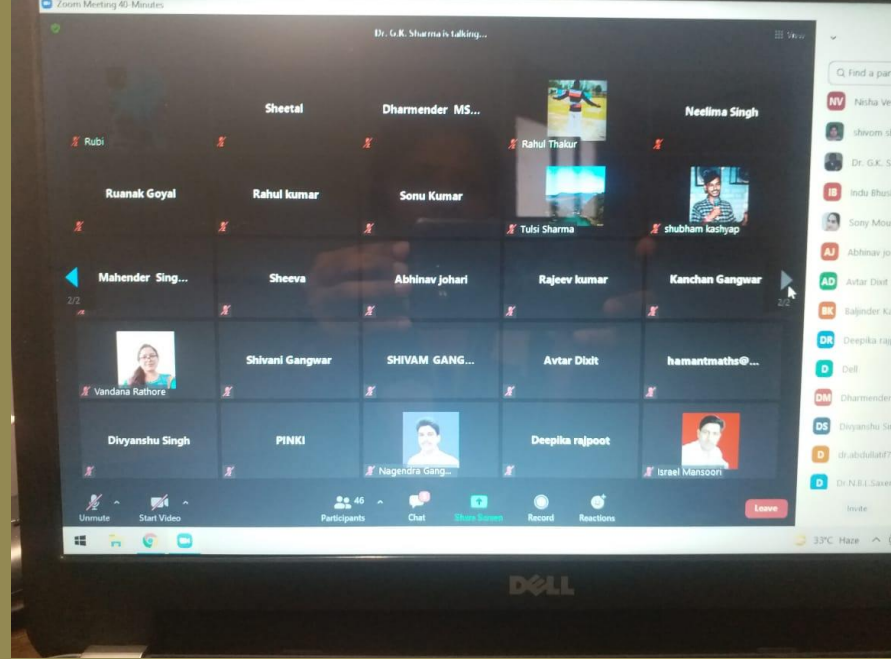 Zoom Meeting 40-Minutes
Dr. G.K. Sharma is talking...
View
Rubi
Sheetal
Dharmender MS...
Rahul Thakur
Neelima Singh
Ruanak Goyal
Rahul kumar
Sonu Kumar
Tulsi Sharma
shubham kashyap
Mahender Sing...
Sheeva
Abhinav johari
Rajeev kumar
Kanchan Gangwar
2/2
2/2
Vandana Rathore
Shivani Gangwar
SHIVAM GANG...
Avtar Dixit
hamantmaths@...
Divyanshu Singh
PINKI
Nagendra Gang...
Deepika rajpoot
Israel Mansoori
Unmute
Start Video
46
Participants
Chat
Share Screen
Record
Reactions
Leave
Find a par
NV Nisha Ve
shivom s
Dr. G.K. S
IB Indu Bhus
Sony Mou
AJ Abhinav jo
AD Avtar Dixit
BK Baljinder Ka
DR Deepika raj
D Dell
DM Dharmender
DS Divyanshu Si
D dr.abdullatif7
D Dr.N.B.L.Saxe
Invite
33°C Haze
DELL